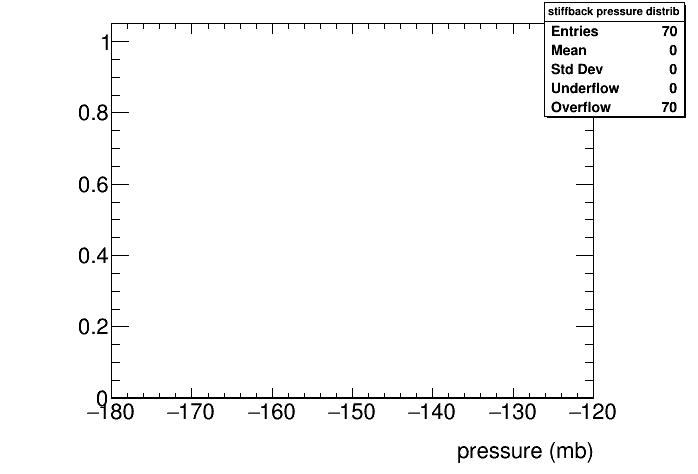 stiffback pressure distrib
Entries 70
Mean 0
Std Dev 0
Underflow 0
Overflow 70
1
0.8
0.6
0.4
0.2
0
−180 −170 −160 −150 −140 −130 −120
pressure (mb)